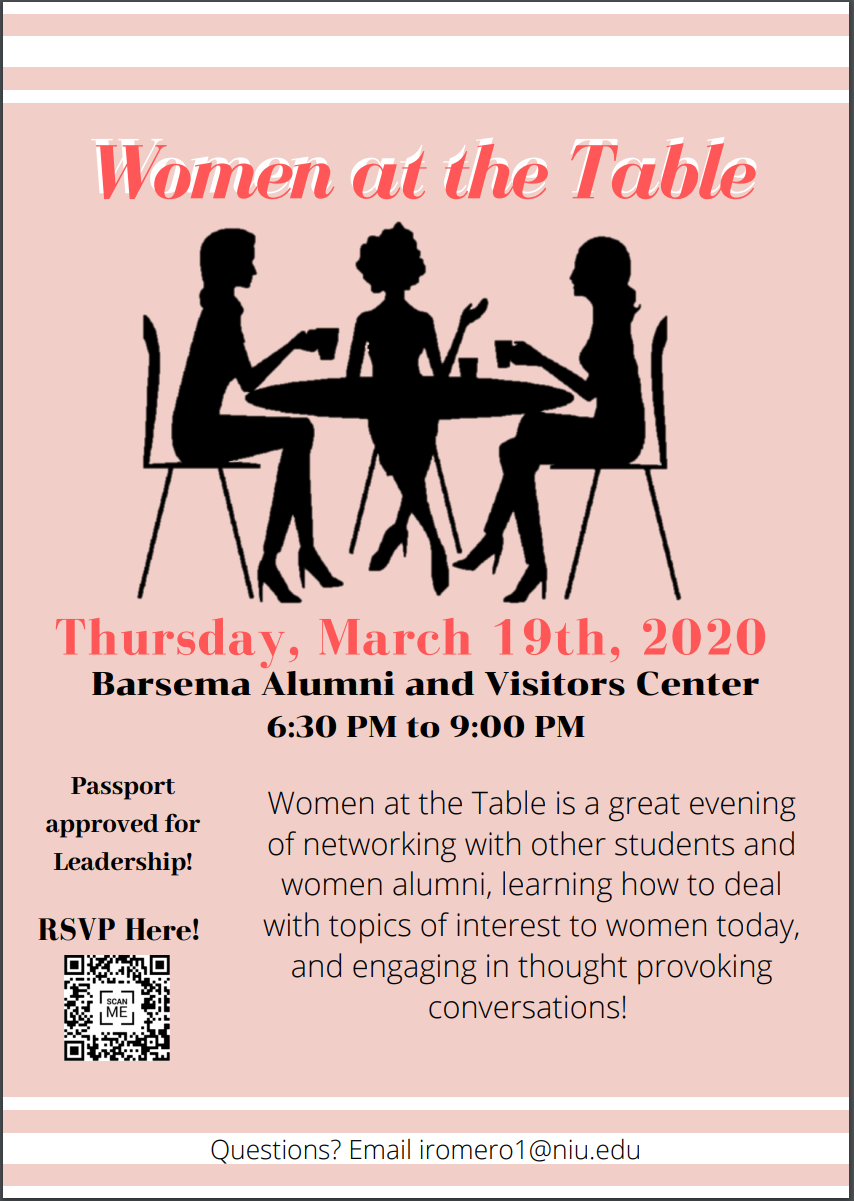 Women at the Table
Thursday, March 19th, 2020
Barsema Alumni and Visitors Center
6:30 PM to 9:00 PM
Passport
approved for
Leadership!
RSVP Here!
SCAN
ME
Women at the Table is a great evening
of networking with other students and
women alumni, learning how to deal
with topics of interest to women today,
and engaging in thought provoking
conversations!
Questions? Email iromero1@niu.edu